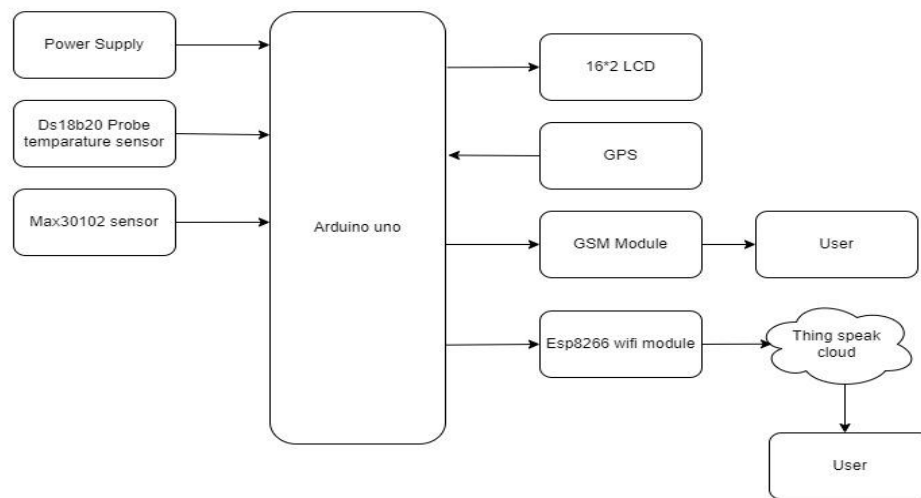 Power Supply
Ds18b20 Probe
temparature sensor
Max30102 sensor
Arduino uno
16*2 LCD
GPS
GSM Module
User
Esp8266 wifi module
Thing speak
cloud
User